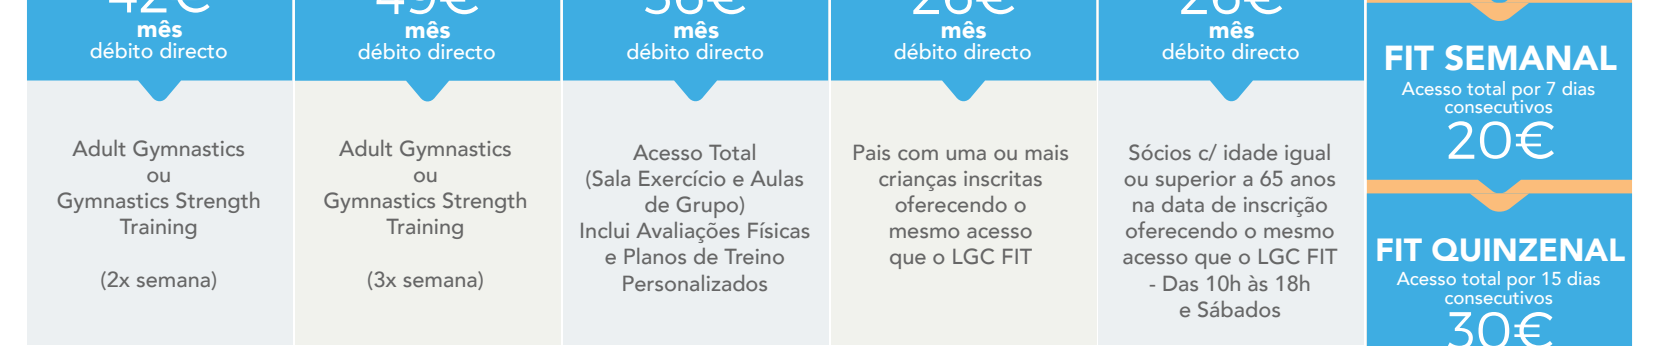 42€
mês
débito directo
Adult Gymnastics
ou
Gymnastics Strength
Training
(2x semana)
49€
mês
débito directo
Adult Gymnastics
ou
Gymnastics Strength
Training
(3x semana)
mês
débito directo
Acesso Total
(Sala Exercício e Aulas
de Grupo)
Inclui Avaliações Físicas
e Planos de Treino
Personalizados
mês
débito directo
Pais com uma ou mais
crianças inscritas
oferecendo o
mesmo acesso
que o LGC FIT
mês
débito directo
Sócios c/ idade igual
ou superior a 65 anos
na data de inscrição
oferecendo o mesmo
acesso que o LGC FIT
- Das 10h às 18h
e Sábados
FIT SEMANAL
Acesso total por 7 dias
consecutivos
20€
FIT QUINZENAL
Acesso total por 15 dias
consecutivos
30€